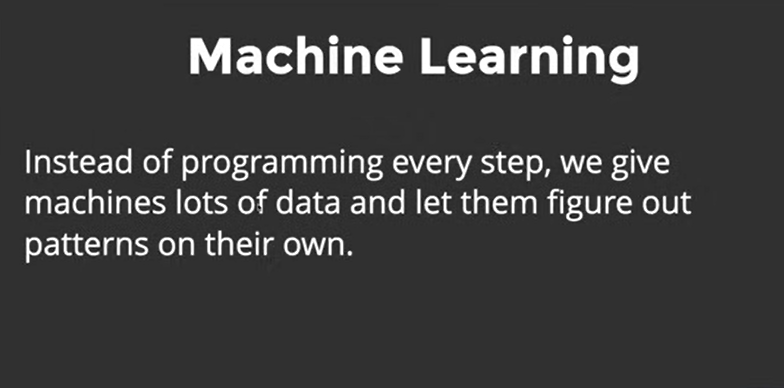 Machine Learning
Instead of programming every step, we give
machines lots of data and let them figure out
patterns on their own.